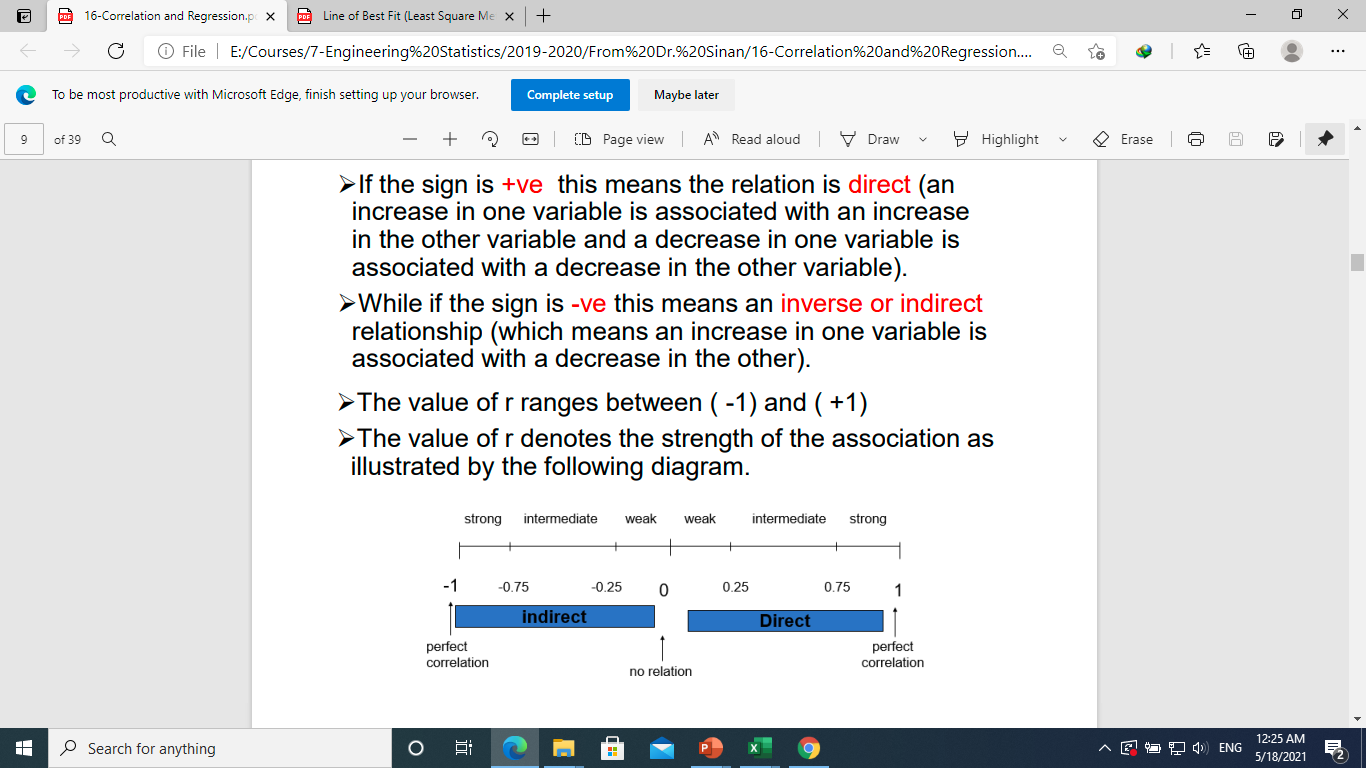 16-Correlation and Regression.p
Line of Best Fit (Least Square Me
File
E:/Courses/7-Engineering%20Statistics/2019-2020/From%20Dr.%20Sinan/16-Correlation%20and%20Regression....
To be most productive with Microsoft Edge, finish setting up your browser.
Complete setup
Maybe later
9
of 39
Page view
Read aloud
Draw
Highlight
Erase
➢If the sign is +ve this means the relation is direct (an
increase in one variable is associated with an increase
in the other variable and a decrease in one variable is
associated with a decrease in the other variable).
➢While if the sign is -ve this means an inverse or indirect
relationship (which means an increase in one variable is
associated with a decrease in the other).
➢The value of r ranges between ( -1) and ( +1)
➢The value of r denotes the strength of the association as
illustrated by the following diagram.
strong intermediate weak weak intermediate strong
-1 -0.75 -0.25 0 0.25 0.75 1
indirect Direct
perfect
correlation
no relation
perfect
correlation
Search for anything
ENG
12:25 AM
5/18/2021
2